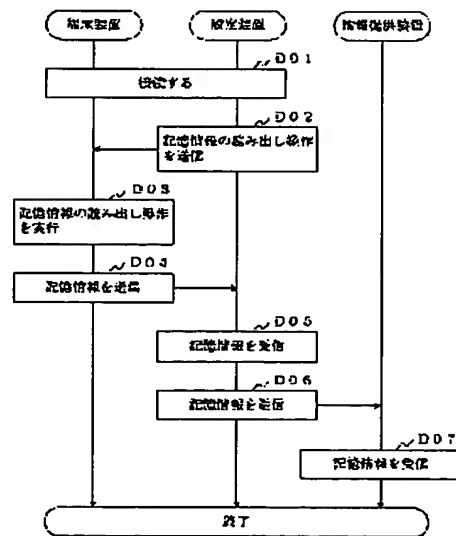 端末装置 設定装置 情報提供装置
D01
接続する
D02
記憶情報の読み出し操作
を送信
D03
記憶情報の読み出し操作
を実行
D04
記憶情報を送信
D05
記憶情報を受信
D06
記憶情報を送信
D07
記憶情報を受信
終了